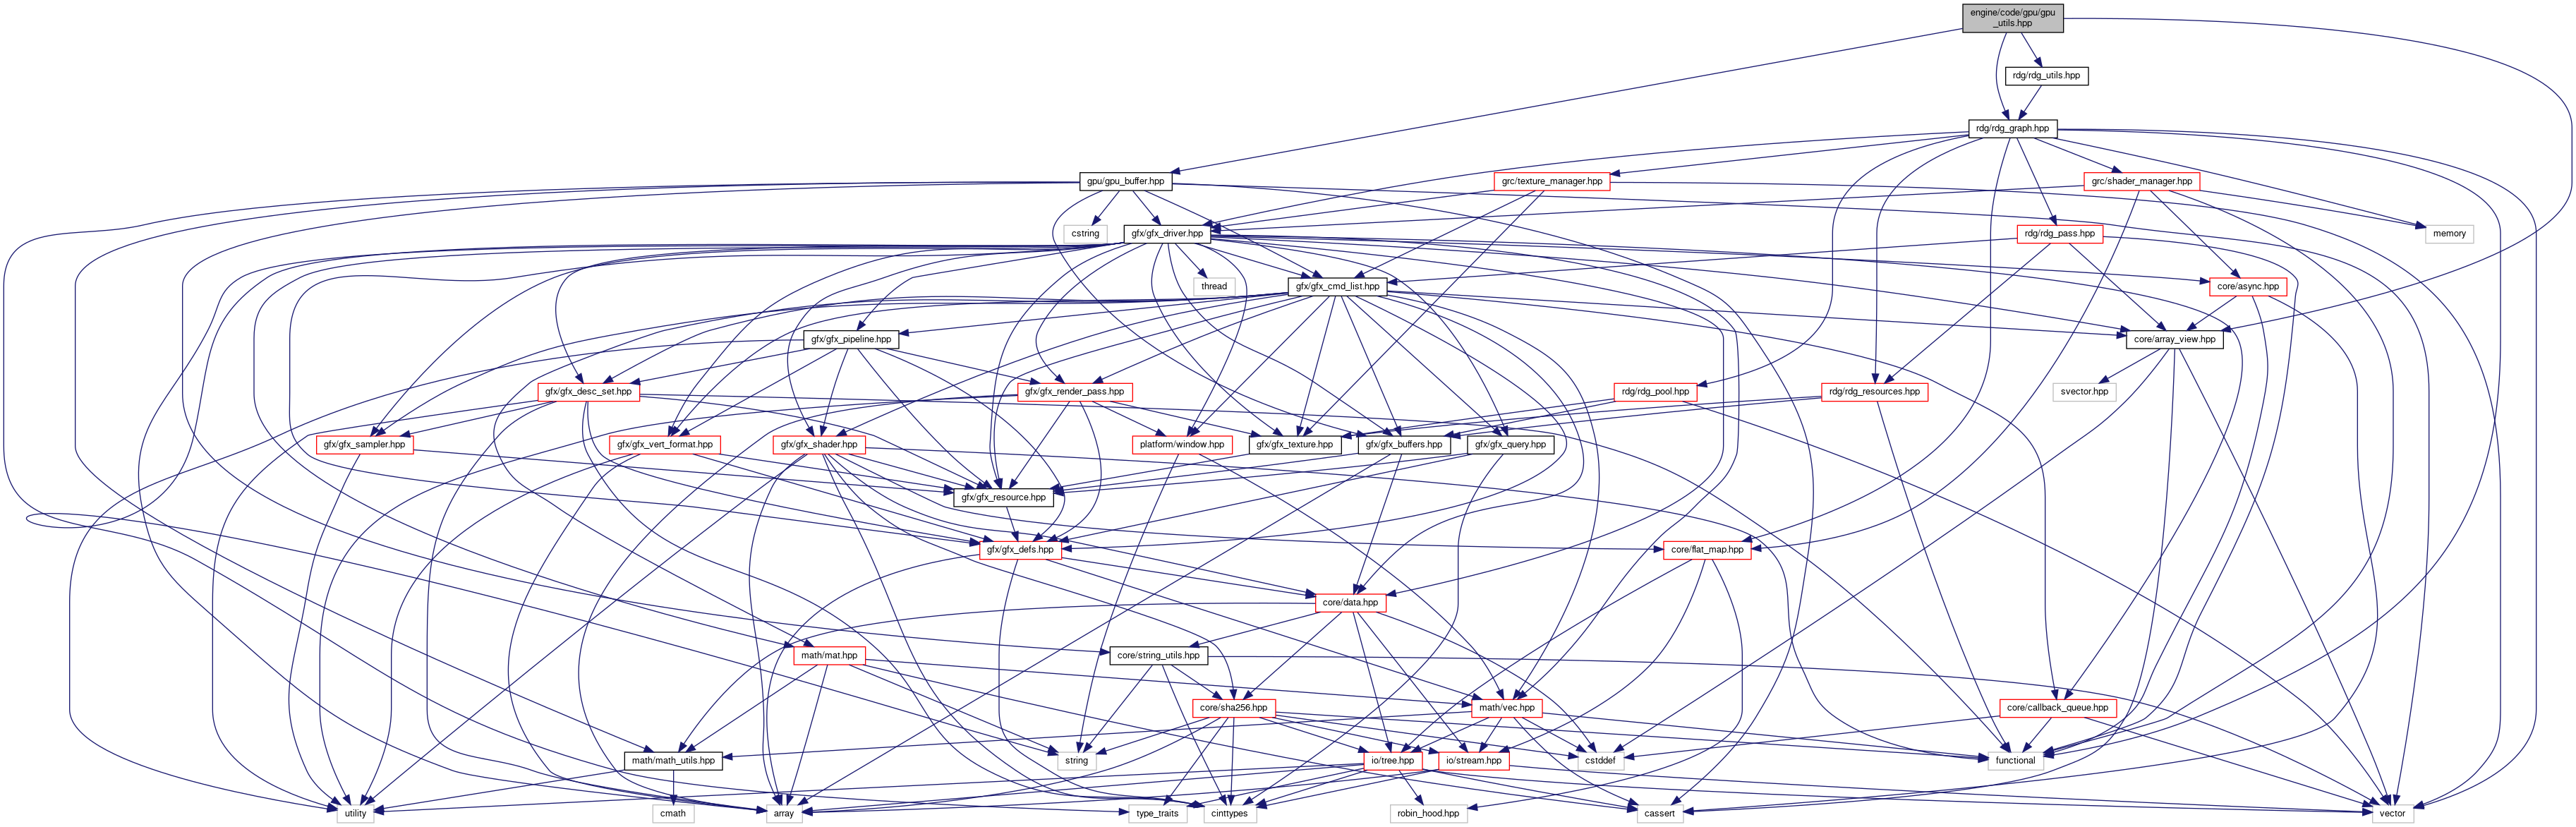 engine/code/gpu/gpu
_utils.hpp
rdg/rdg_utils.hpp
rdg/rdg_graph.hpp
gpu/gpu_buffer.hpp
grc/texture_manager.hpp
grc/shader_manager.hpp
cstring
gfx/gfx_driver.hpp
rdg/rdg_pass.hpp
memory
thread
gfx/gfx_cmd_list.hpp
core/async.hpp
gfx/gfx_pipeline.hpp
core/array_view.hpp
gfx/gfx_desc_set.hpp
gfx/gfx_render_pass.hpp
rdg/rdg_pool.hpp
rdg/rdg_resources.hpp
svector.hpp
gfx/gfx_sampler.hpp
gfx/gfx_vert_format.hpp
gfx/gfx_shader.hpp
platform/window.hpp
gfx/gfx_texture.hpp
gfx/gfx_buffers.hpp
gfx/gfx_query.hpp
gfx/gfx_resource.hpp
gfx/gfx_defs.hpp
core/flat_map.hpp
core/data.hpp
math/mat.hpp
core/string_utils.hpp
core/sha256.hpp
math/vec.hpp
core/callback_queue.hpp
math/math_utils.hpp
string
io/tree.hpp
io/stream.hpp
cstddef
functional
utility
cmath
array
type_traits
cinttypes
robin_hood.hpp
cassert
vector